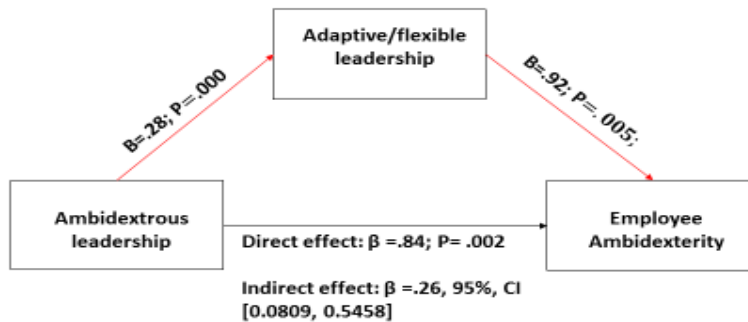 Adaptive/flexible
leadership
B=.28; P=.000
B=.92; P=.005;
Ambidextrous
leadership
Employee
Ambidexterity
Direct effect: β =.84; P= .002
Indirect effect: β =.26, 95%, CI
[0.0809, 0.5458]